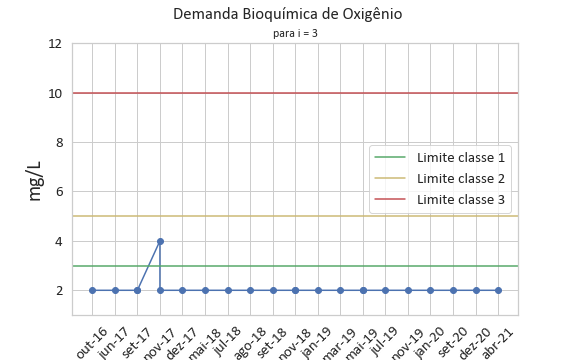 Demanda Bioquímica de Oxigênio
para i = 3
12
10
8
6
4
2
mg/L
Limite classe 1
Limite classe 2
Limite classe 3
out-16
jun-17
set-17
nov-17
dez-17
mai-18
jul-18
ago-18
set-18
nov-18
jan-19
mar-19
mai-19
jul-19
nov-19
jan-20
set-20
dez-20
abr-21